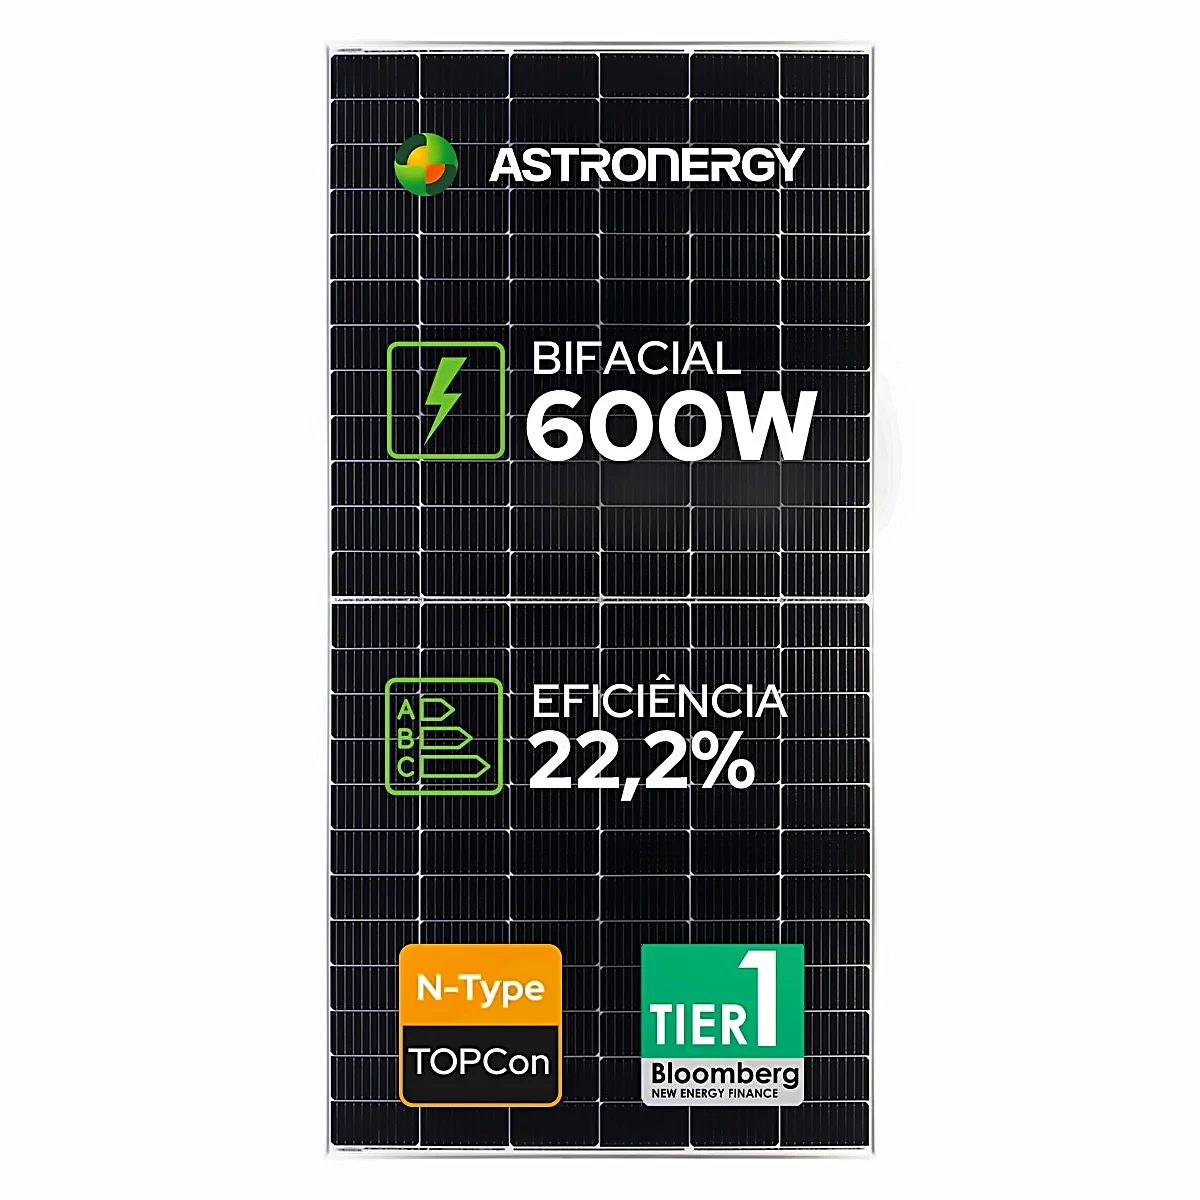 ASTRONERGY
BIFACIAL
600W
EFICIÊNCIA
22,2%
A
B
C
N-Type
TOPCon
TIER 1
Bloomberg
NEW ENERGY FINANCE